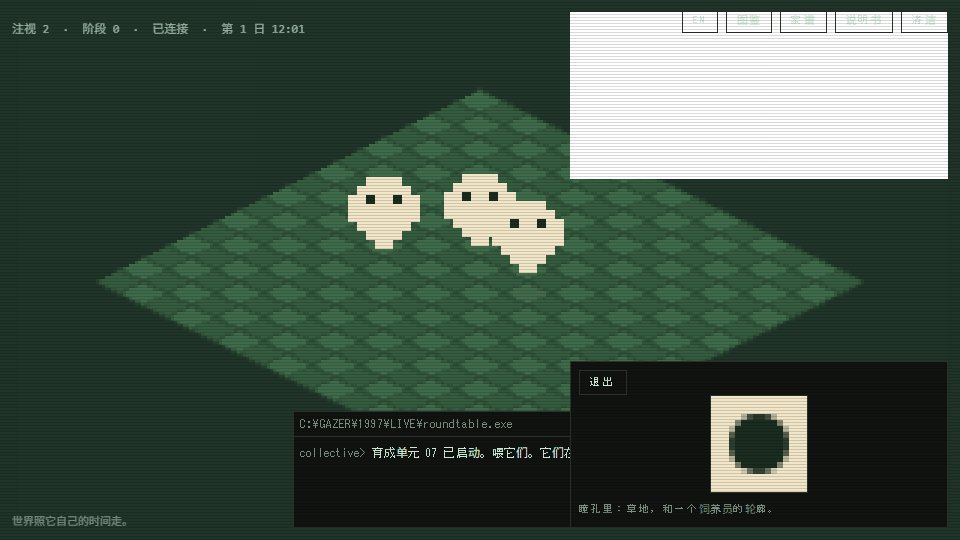 注视 2 · 阶段 0 · 已连接 · 第 1 日 12:01
EN 图鉴 家谱 说明书 清洁
退出
C:¥GAZER¥1997¥LIVE¥roundtable.exe
collective> 育成单元 07 已启动。喂它们。它们在
瞳孔里：草地，和一个饲养员的轮廓。
世界照它自己的时间走。